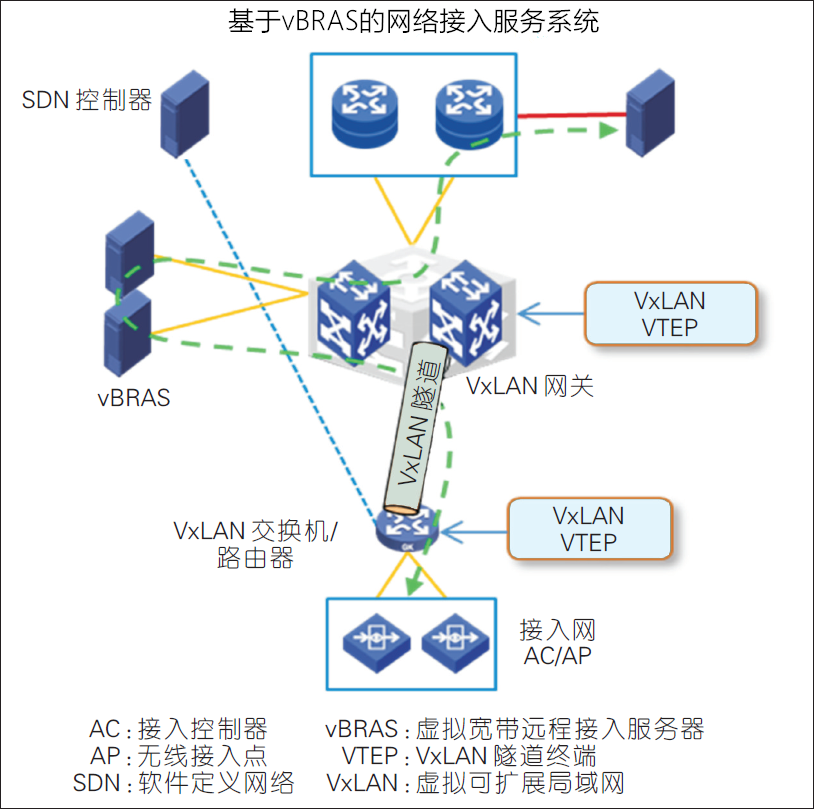 基于vBRAS的网络接入服务系统
SDN 控制器
VxLAN
VTEP
vBRAS
VxLAN 网关
VxLAN 隧道
VxLAN 交换机/
路由器
VxLAN
VTEP
接入网
AC/AP
AC : 接入控制器
vBRAS : 虚拟宽带远程接入服务器
AP : 无线接入点
VTEP : VxLAN 隧道终端
SDN : 软件定义网络
VxLAN : 虚拟可扩展局域网